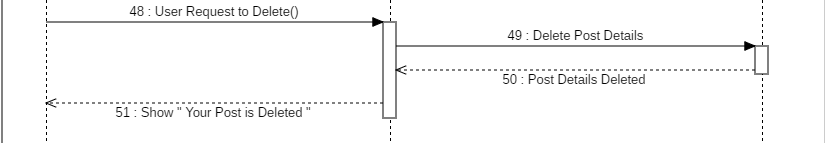 48 : User Request to Delete()
49 : Delete Post Details
50 : Post Details Deleted
51 : Show " Your Post is Deleted "